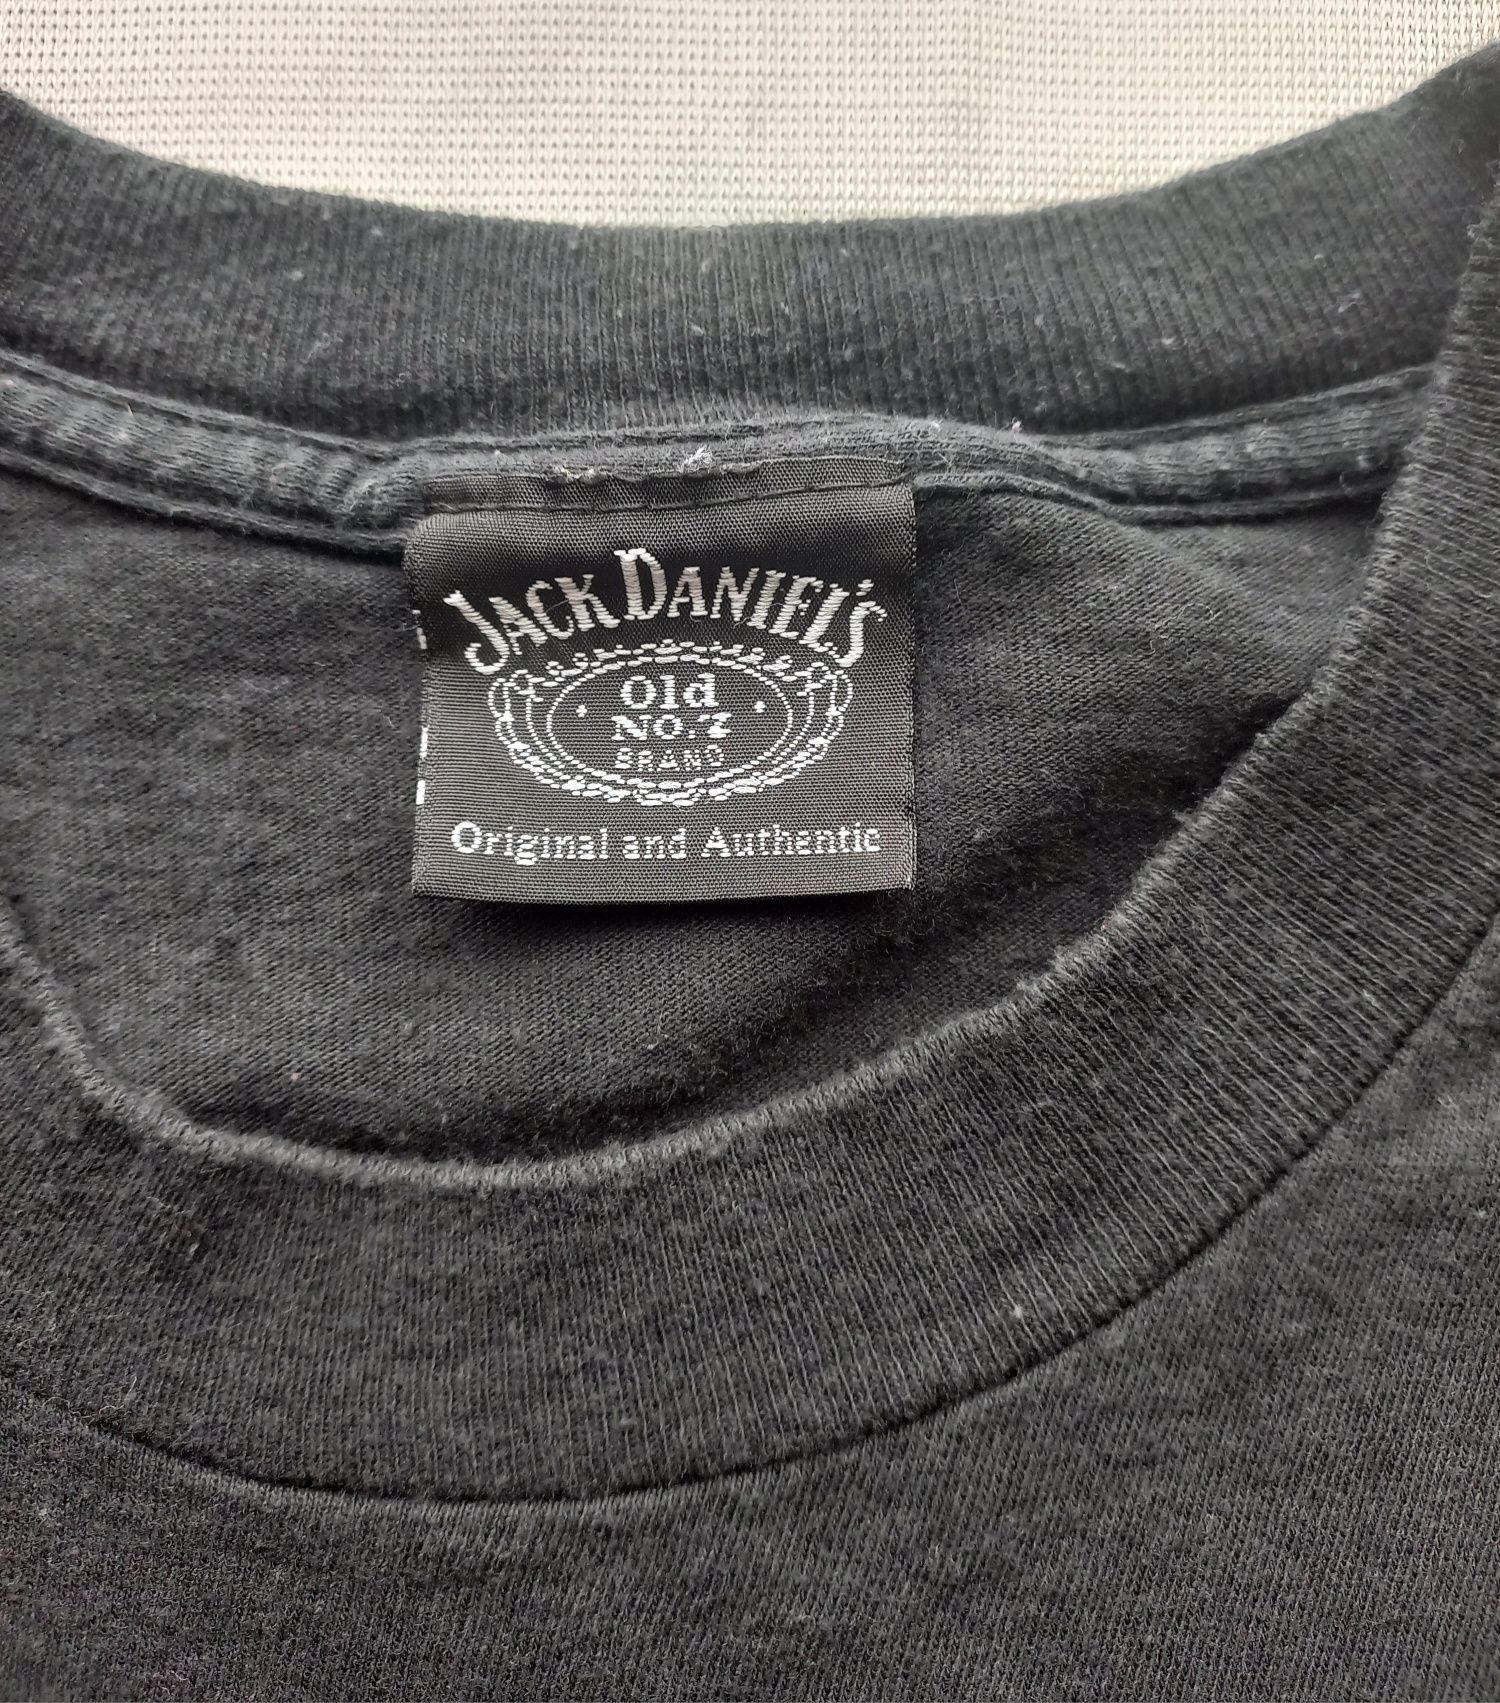 JACK DANIEL'S
Old
NO.7
BRAND
Original and Authentic